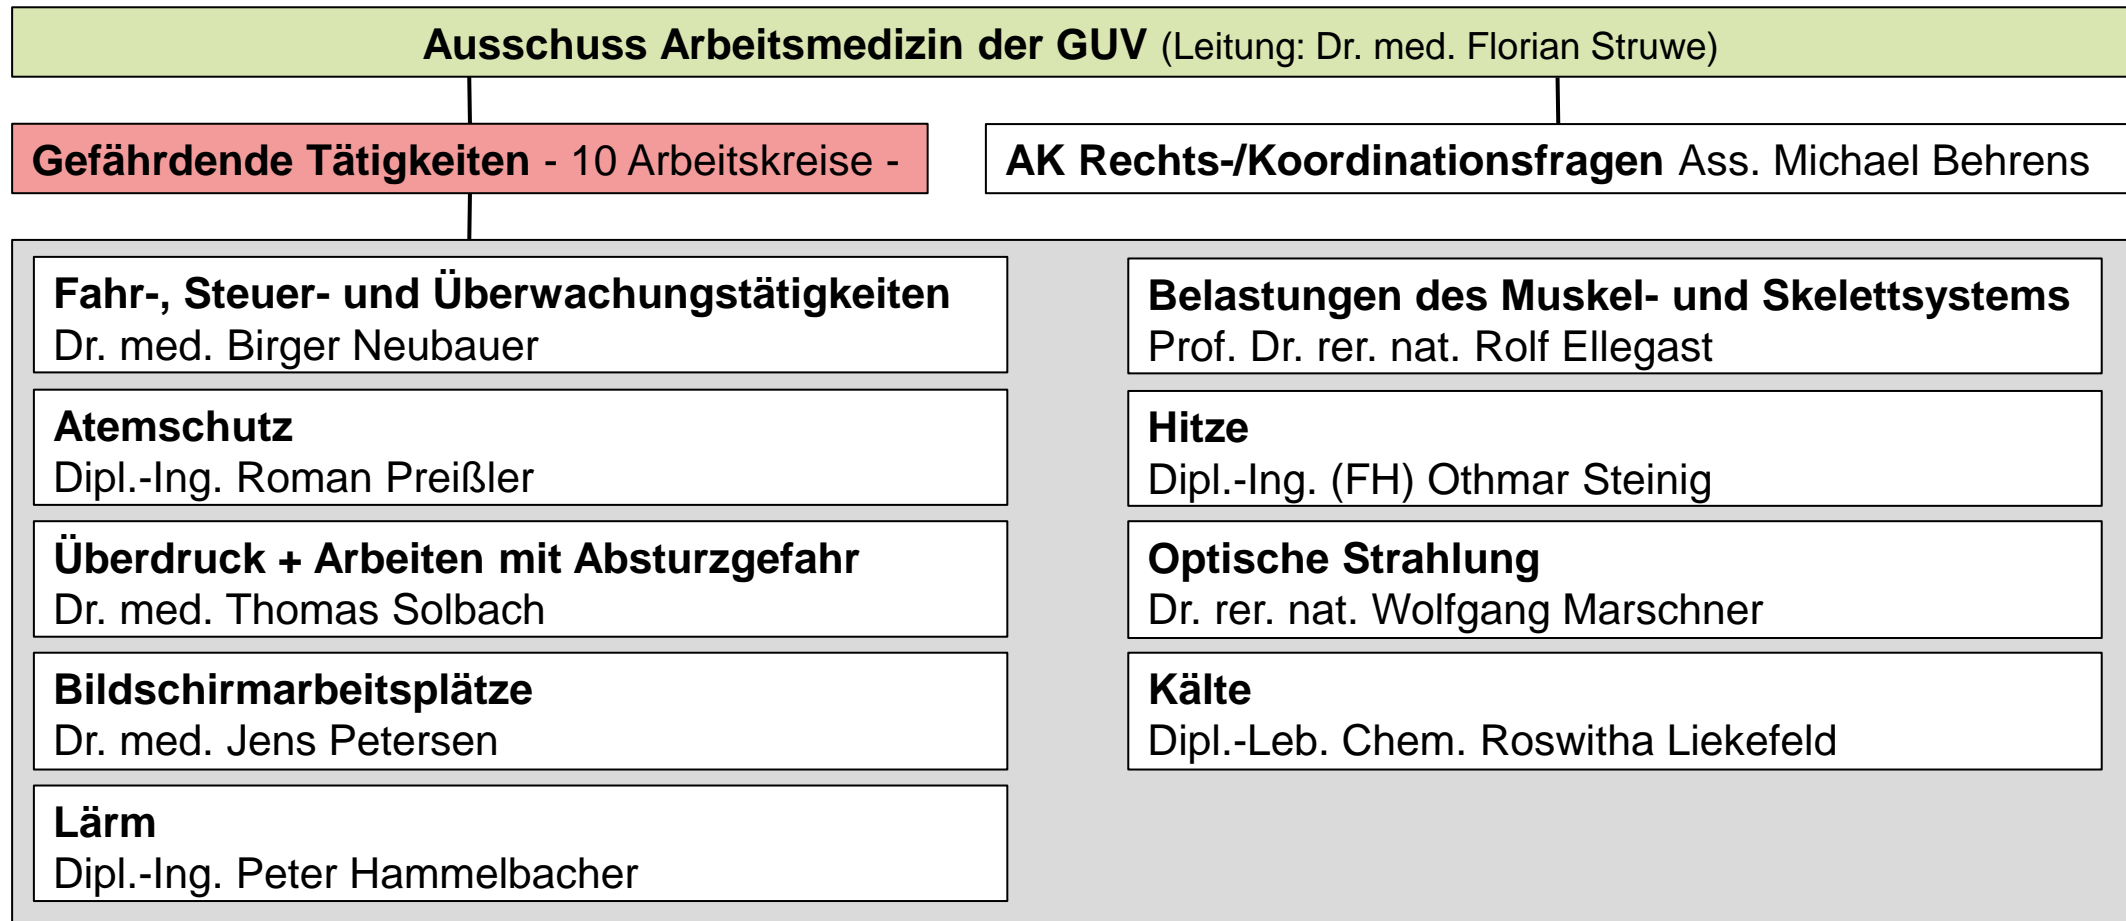 Ausschuss Arbeitsmedizin der GUV (Leitung: Dr. med. Florian Struwe)
Gefährdende Tätigkeiten - 10 Arbeitskreise -
AK Rechts-/Koordinationsfragen Ass. Michael Behrens
Fahr-, Steuer- und Überwachungstätigkeiten
Dr. med. Birger Neubauer
Atemschutz
Dipl.-Ing. Roman Preißler
Überdruck + Arbeiten mit Absturzgefahr
Dr. med. Thomas Solbach
Bildschirmarbeitsplätze
Dr. med. Jens Petersen
Lärm
Dipl.-Ing. Peter Hammelbacher
Belastungen des Muskel- und Skelettsystems
Prof. Dr. rer. nat. Rolf Ellegast
Hitze
Dipl.-Ing. (FH) Othmar Steinig
Optische Strahlung
Dr. rer. nat. Wolfgang Marschner
Kälte
Dipl.-Leb. Chem. Roswitha Liekefeld